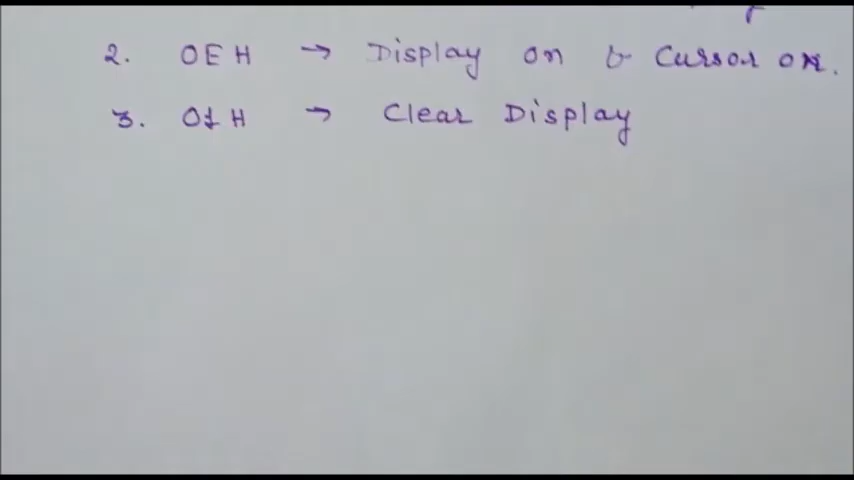 2. OEH → Display on & Cursor on.
3. 01H → Clear Display